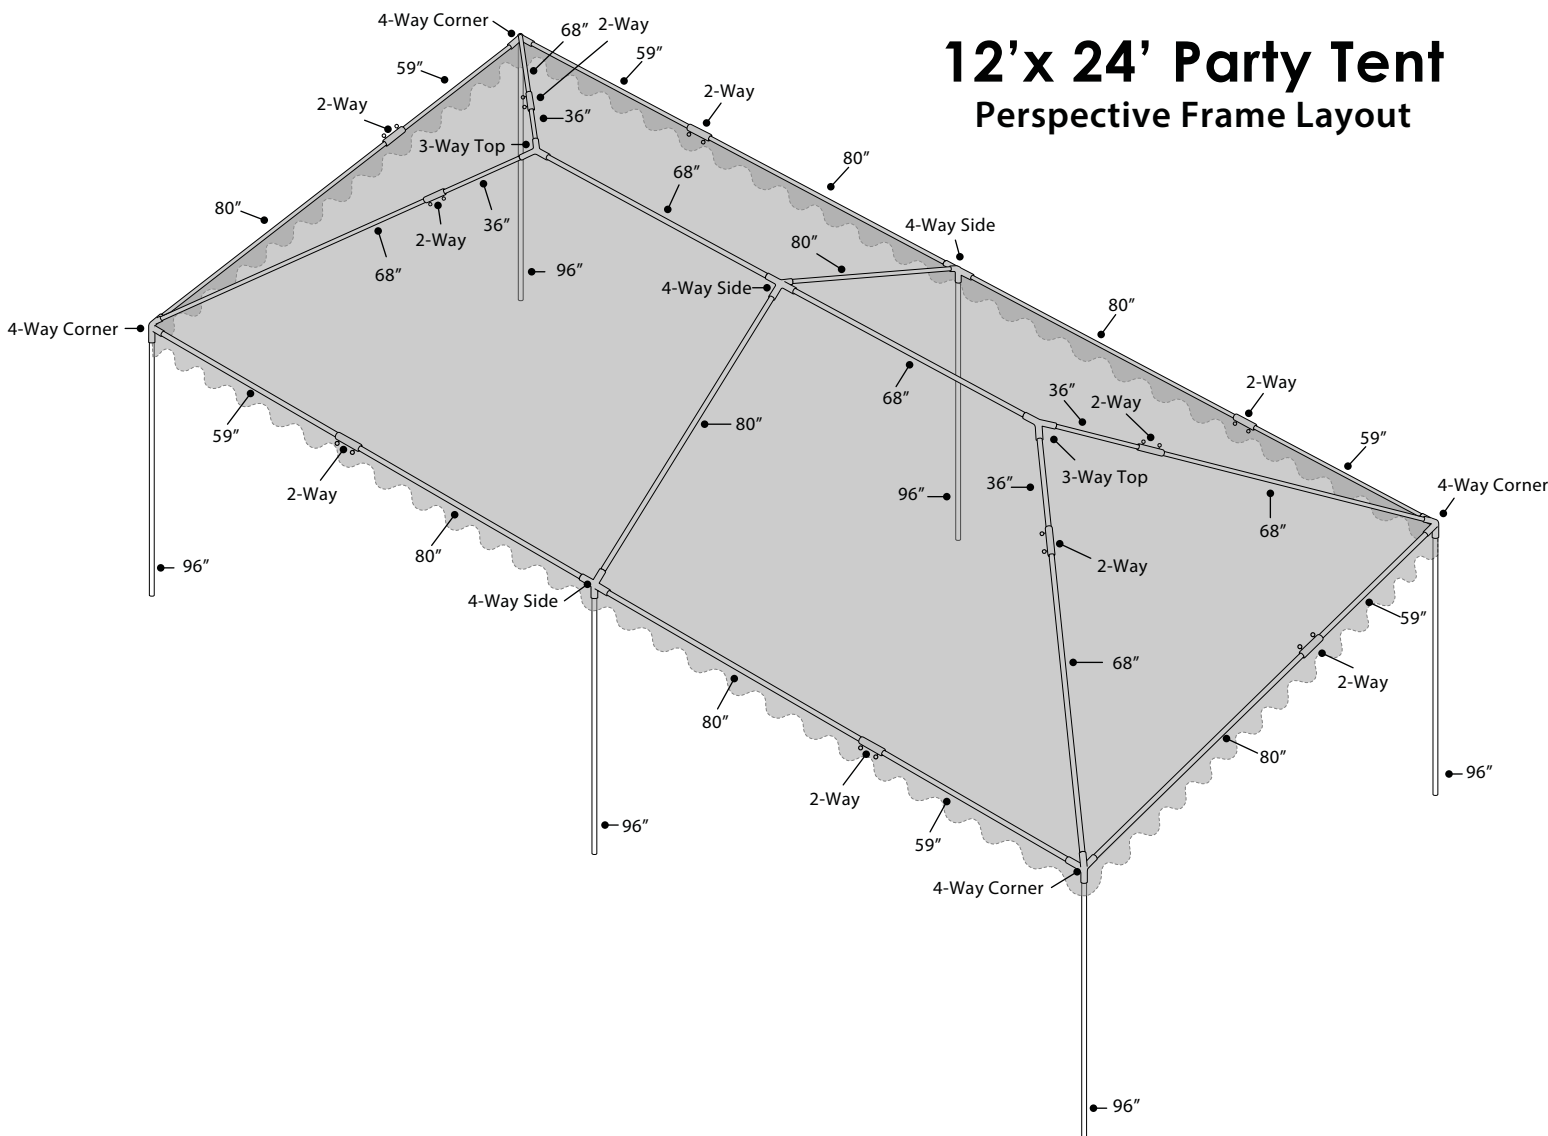 12’x 24’ Party Tent
Perspective Frame Layout
4-Way Corner
68”
2-Way
59”
59”
2-Way
2-Way
36”
3-Way Top
80”
68”
80”
36”
2-Way
68”
96”
4-Way Side
80”
4-Way Side
4-Way Corner
80”
59”
68”
36”
2-Way
2-Way
80”
59”
2-Way
3-Way Top
36”
96”
4-Way Corner
68”
80”
2-Way
96”
4-Way Side
59”
68”
2-Way
80”
80”
96”
2-Way
96”
59”
4-Way Corner
96”